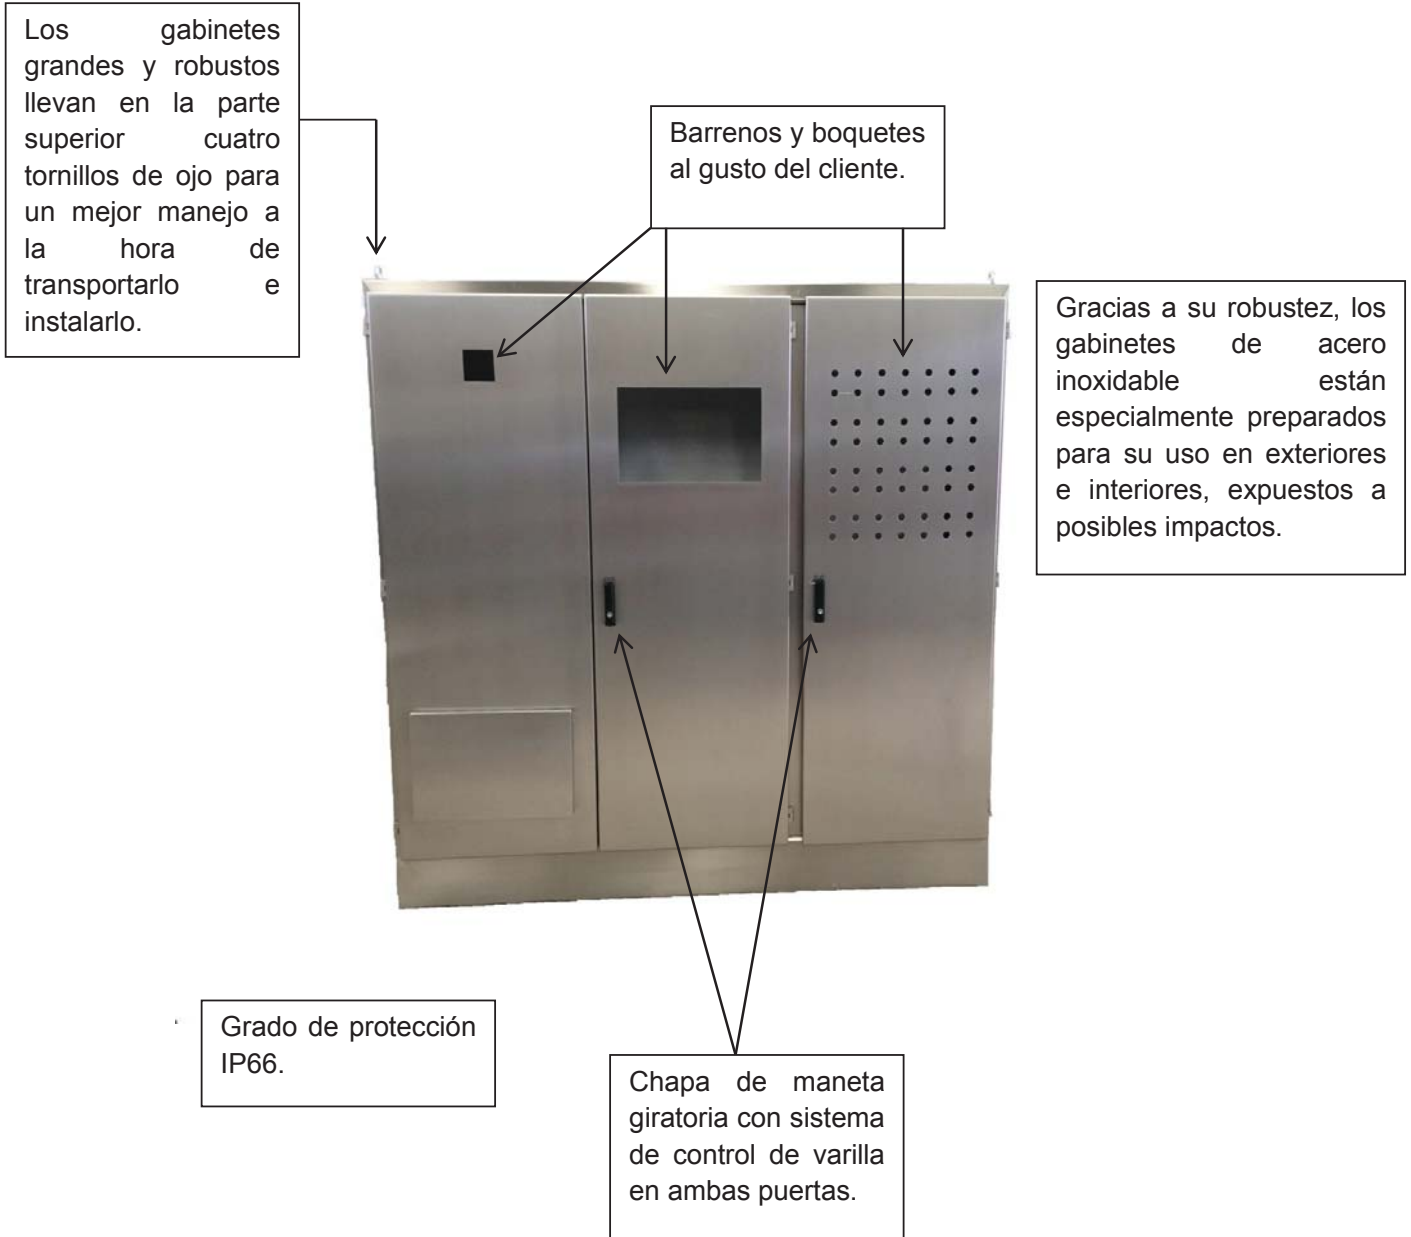 Los gabinetes
grandes y robustos
llevan en la parte
superior cuatro
tornillos de ojo para
un mejor manejo a
la hora de
transportarlo e
instalarlo.
Barrenos y boquetes
al gusto del cliente.
Gracias a su robustez, los
gabinetes de acero
inoxidable están
especialmente preparados
para su uso en exteriores
e interiores, expuestos a
posibles impactos.
Grado de protección
IP66.
Chapa de maneta
giratoria con sistema
de control de varilla
en ambas puertas.